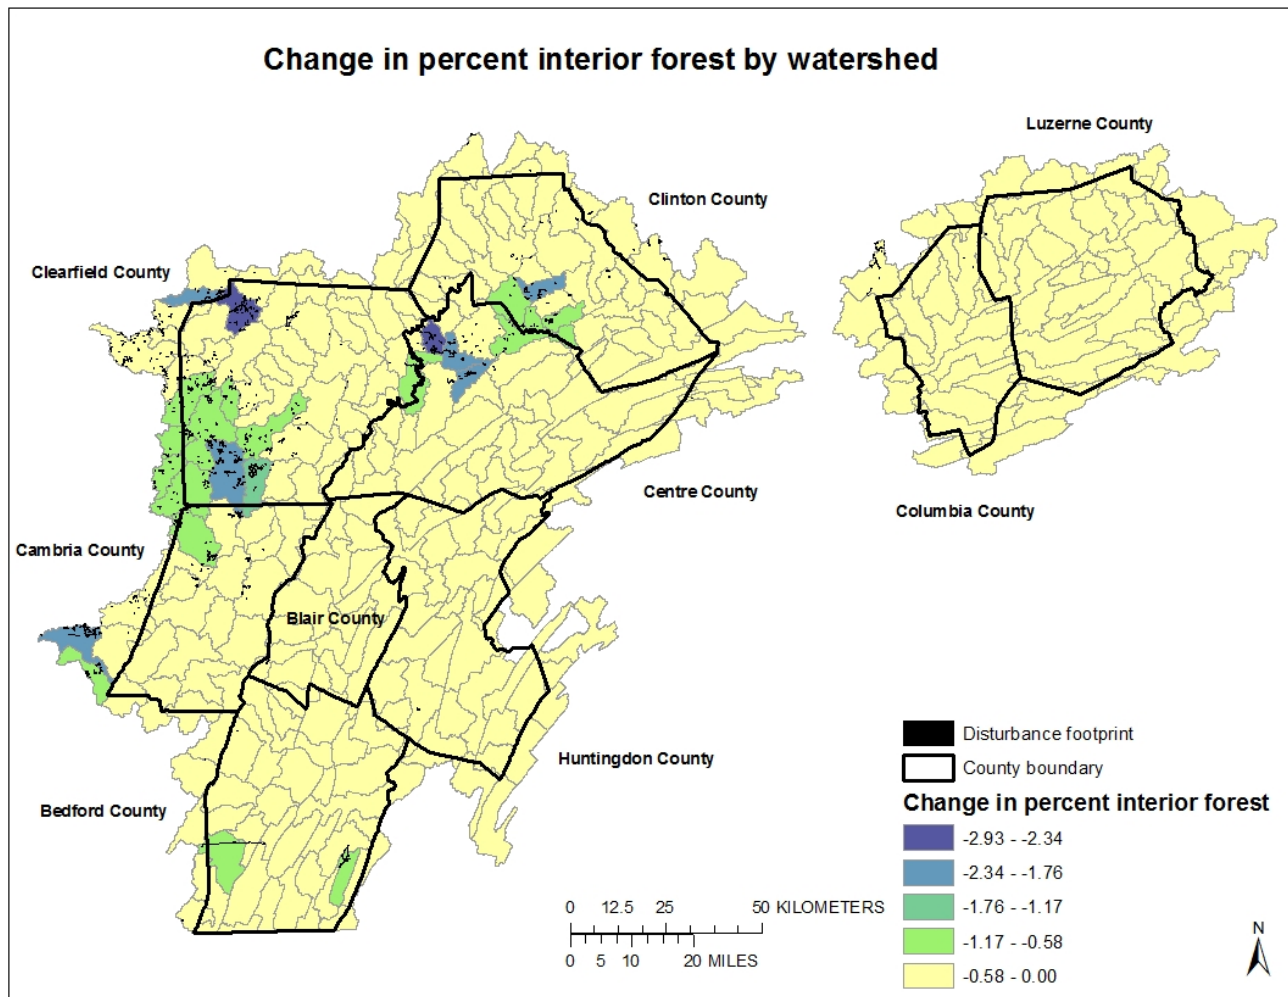 Change in percent interior forest by watershed
Luzerne County
Clinton County
Clearfield County
Centre County
Columbia County
Cambria County
Blair County
Huntingdon County
Bedford County
Disturbance footprint
County boundary
Change in percent interior forest
-2.93 - -2.34
-2.34 - -1.76
-1.76 - -1.17
-1.17 - -0.58
-0.58 - 0.00
0 12.5 25 50 KILOMETERS
0 5 10 20 MILES
N